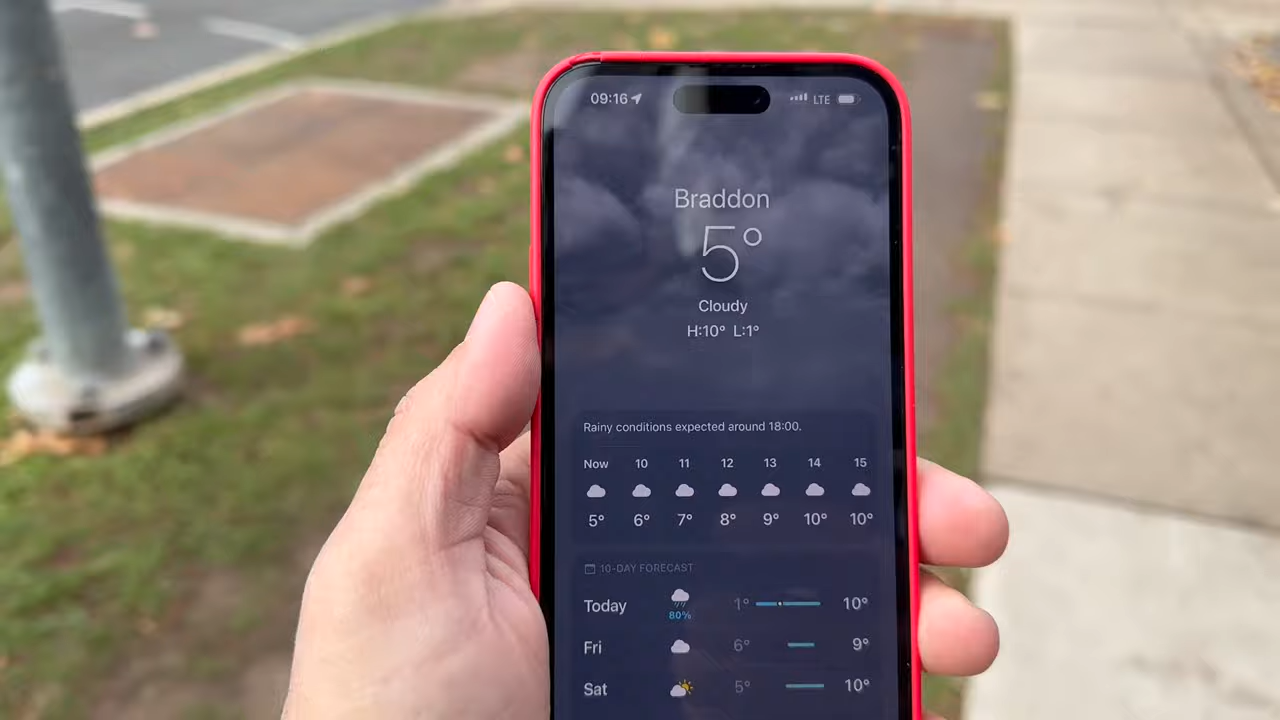 09:16 LTE
Braddon
5°
Cloudy
H:10° L:1°
Rainy conditions expected around 18:00.
Now 10 11 12 13 14 15
5° 6° 7° 8° 9° 10° 10°
10-DAY FORECAST
Today 80% 1° 10°
Fri 6° 9°
Sat 5° 10°